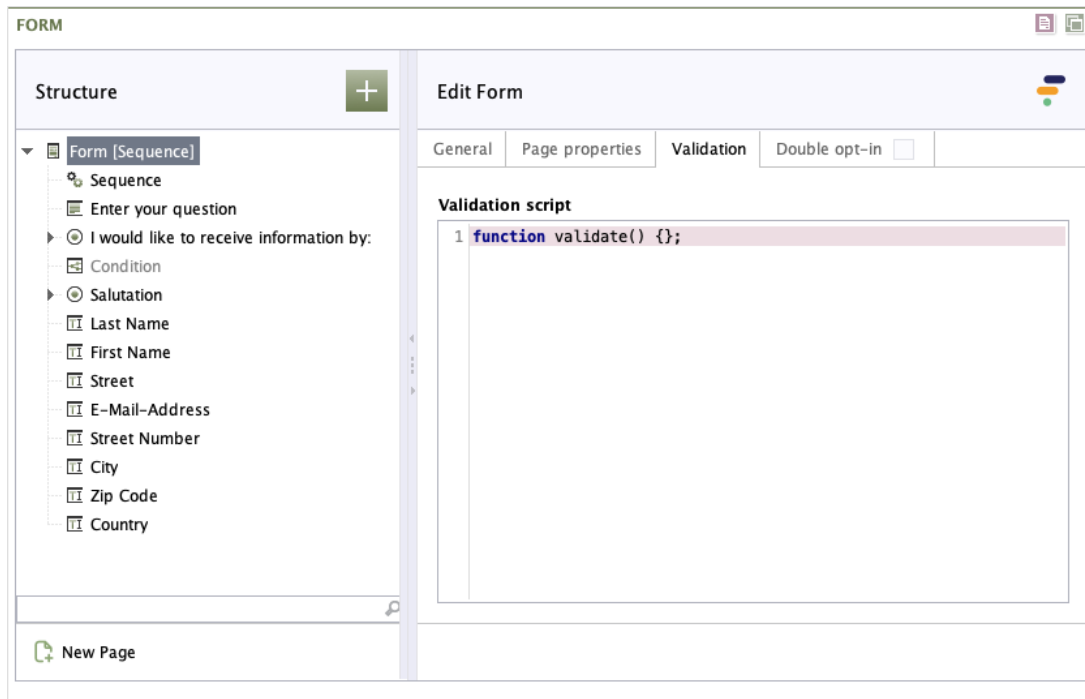 FORM
Structure
Edit Form
Form [Sequence]
Sequence
Enter your question
I would like to receive information by:
Condition
Salutation
Last Name
First Name
Street
E-Mail-Address
Street Number
City
Zip Code
Country
New Page
General Page properties Validation Double opt-in
Validation script
1 function validate() {};